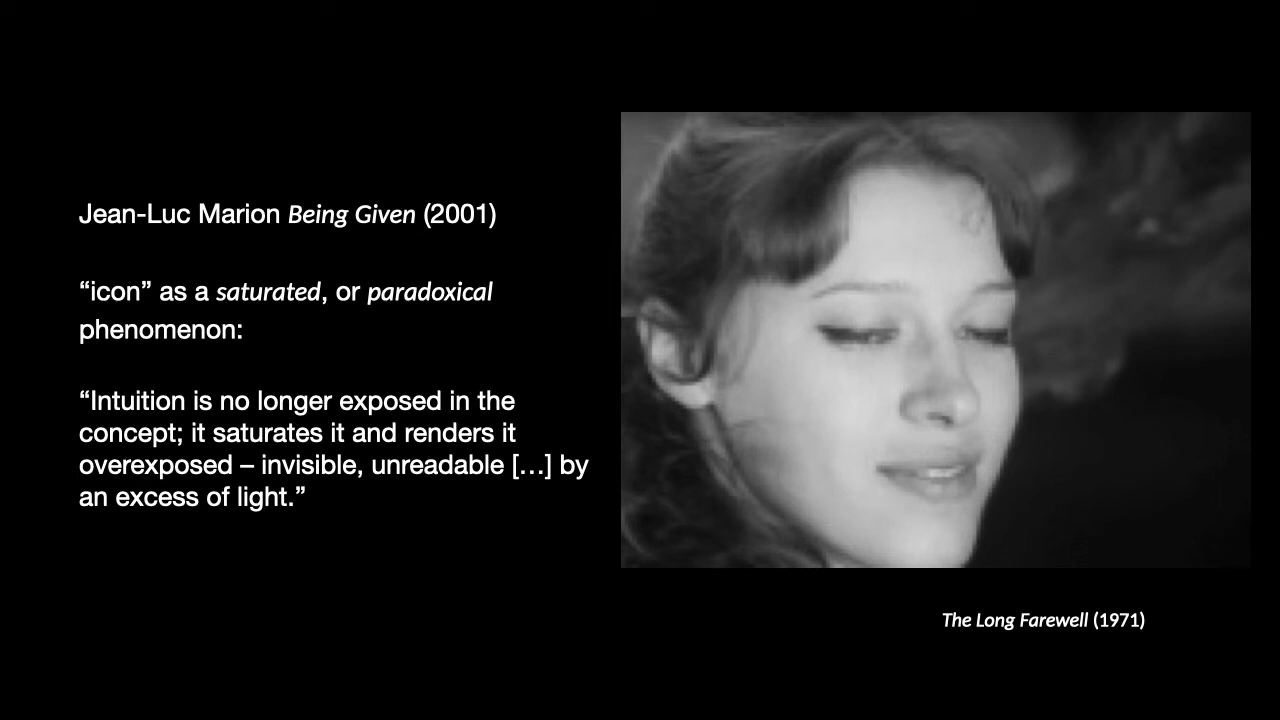 Jean-Luc Marion Being Given (2001)
“icon” as a saturated, or paradoxical
phenomenon:
“Intuition is no longer exposed in the
concept; it saturates it and renders it
overexposed – invisible, unreadable […] by
an excess of light.”
The Long Farewell (1971)